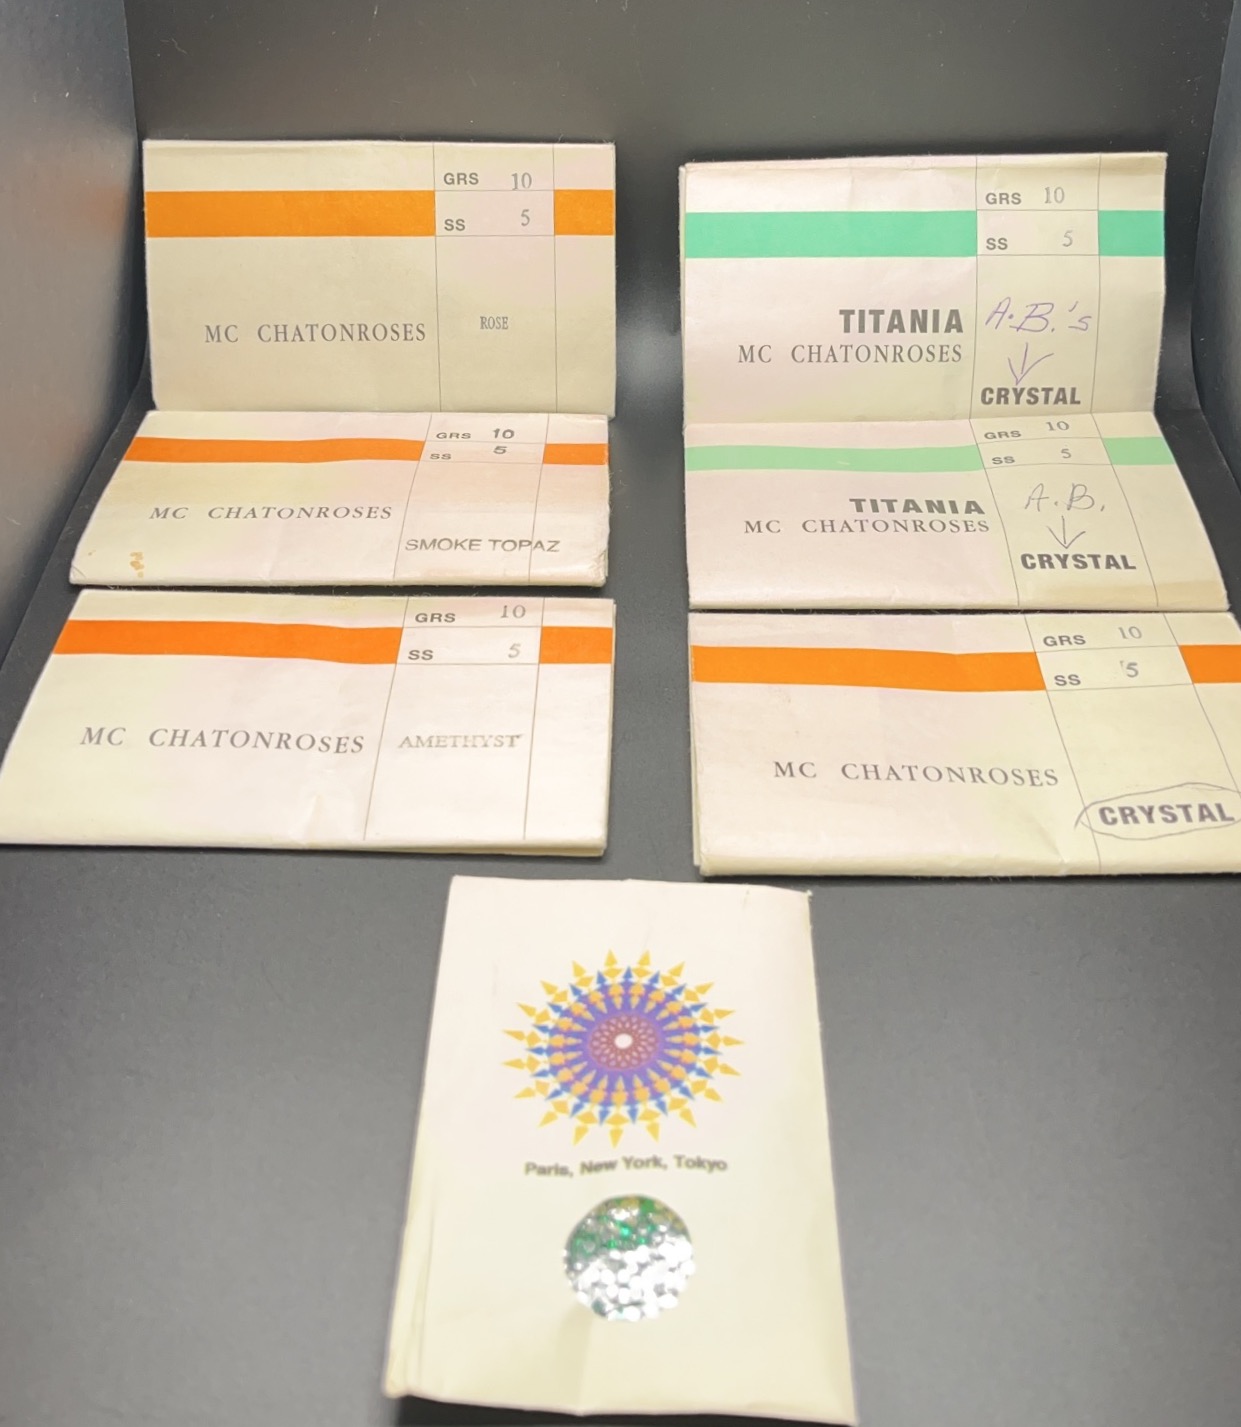 GRS 10
SS 5
MC CHATONROSES ROSE
GRS 10
SS 5
MC CHATONROSES
SMOKE TOPAZ
GRS 10
SS 5
MC CHATONROSES AMETHYST
GRS 10
SS 5
TITANIA A.B.'s
MC CHATONROSES
CRYSTAL
GRS 10
SS 5
TITANIA A.B.
MC CHATONROSES
CRYSTAL
GRS 10
SS 5
MC CHATONROSES
CRYSTAL
Paris, New York, Tokyo